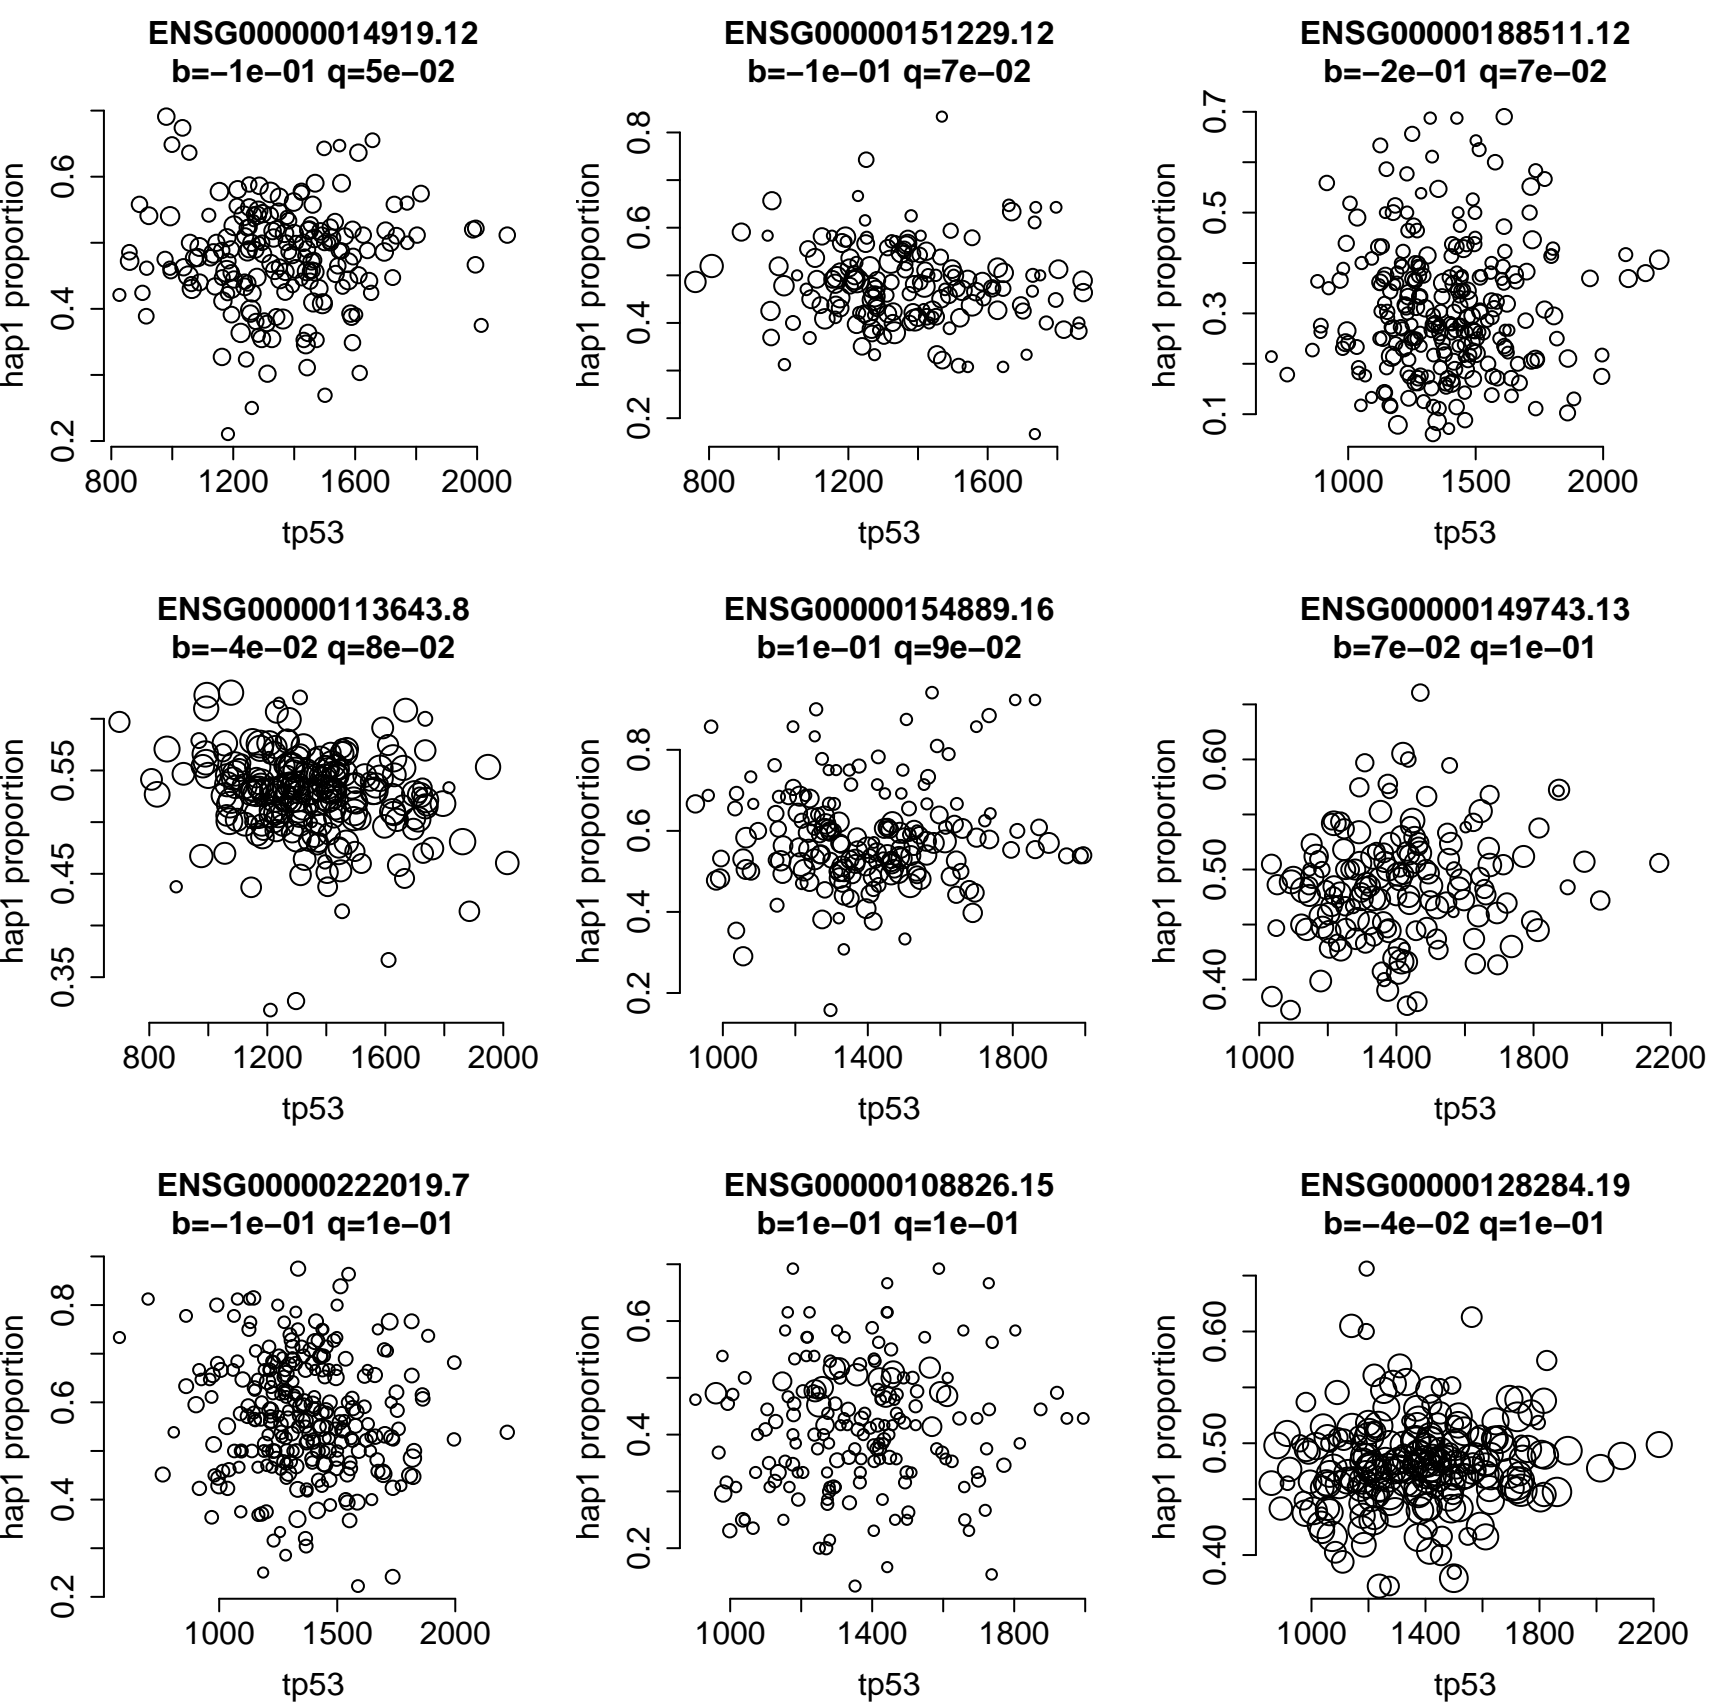 ENSG00000014919.12
b=−1e−01 q=5e−02
hap1 proportion
0.2 0.4 0.6
800 1200 1600 2000
tp53
ENSG00000151229.12
b=−1e−01 q=7e−02
hap1 proportion
0.2 0.4 0.6 0.8
800 1200 1600
tp53
ENSG00000188511.12
b=−2e−01 q=7e−02
hap1 proportion
0.1 0.3 0.5 0.7
1000 1500 2000
tp53
ENSG00000113643.8
b=−4e−02 q=8e−02
hap1 proportion
0.35 0.45 0.55
800 1200 1600 2000
tp53
ENSG00000154889.16
b=1e−01 q=9e−02
hap1 proportion
0.2 0.4 0.6 0.8
1000 1400 1800
tp53
ENSG00000149743.13
b=7e−02 q=1e−01
hap1 proportion
0.40 0.50 0.60
1000 1400 1800 2200
tp53
ENSG00000222019.7
b=−1e−01 q=1e−01
hap1 proportion
0.2 0.4 0.6 0.8
1000 1500 2000
tp53
ENSG00000108826.15
b=1e−01 q=1e−01
hap1 proportion
0.2 0.4 0.6
1000 1400 1800
tp53
ENSG00000128284.19
b=−4e−02 q=1e−01
hap1 proportion
0.40 0.50 0.60
1000 1400 1800 2200
tp53